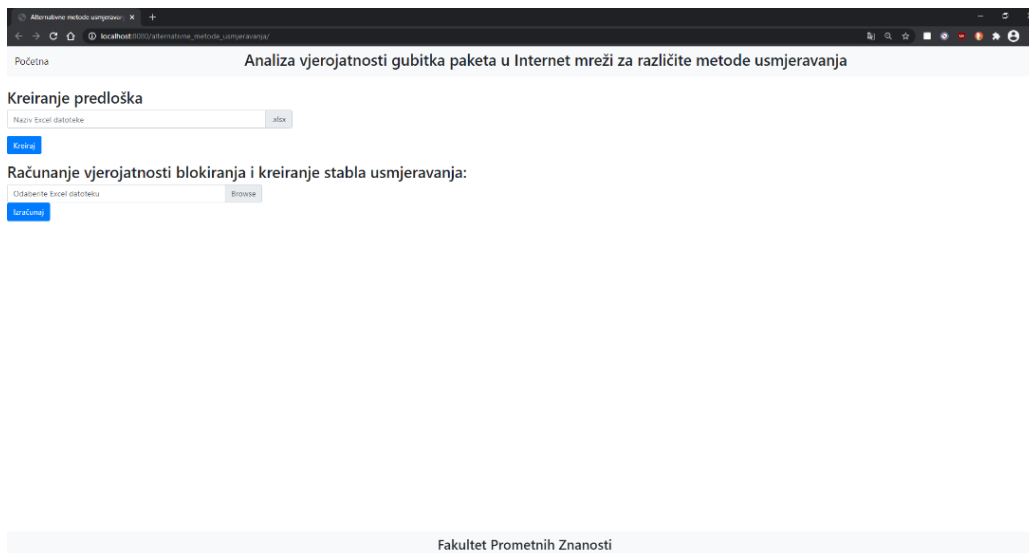 Alternativne metode usmjeravanj
localhost:8080/alternativne_metode_usmjeravanja/
Početna
Analiza vjerojatnosti gubitka paketa u Internet mreži za različite metode usmjeravanja
Kreiranje predloška
Naziv Excel datoteke
.xlsx
Kreiraj
Računanje vjerojatnosti blokiranja i kreiranje stabla usmjeravanja:
Odaberite Excel datoteku
Browse
Izračunaj
Fakultet Prometnih Znanosti